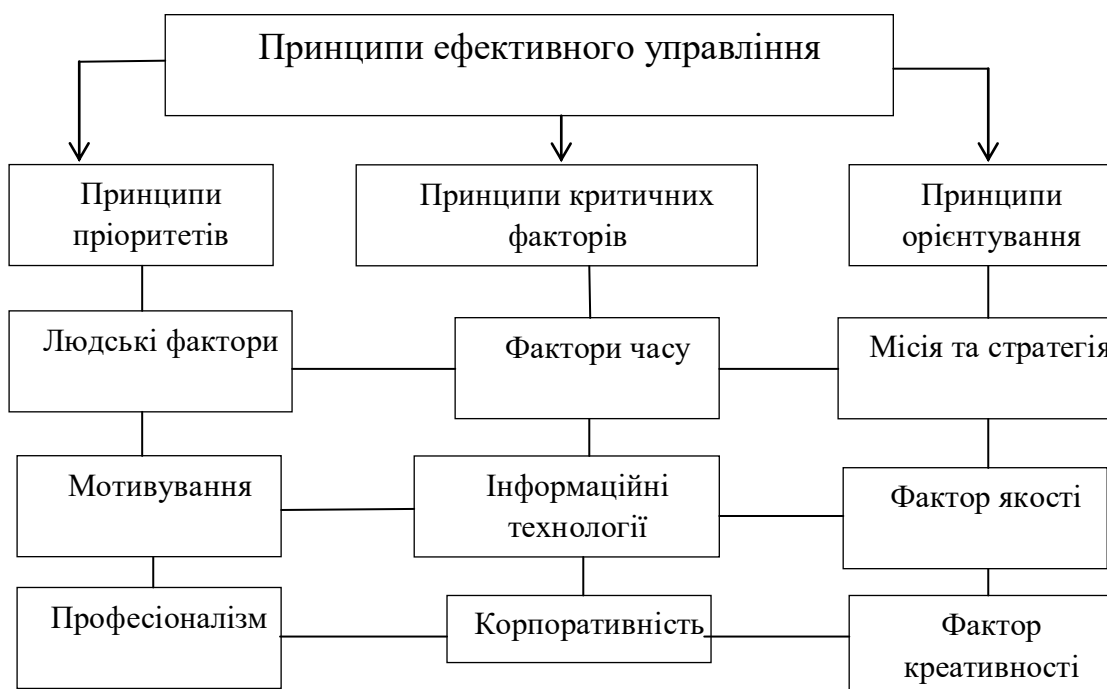 Принципи ефективного управління
Принципи
пріоритетів
Принципи критичних
факторів
Принципи
орієнтування
Людські фактори
Фактори часу
Місія та стратегія
Мотивування
Інформаційні
технології
Фактор якості
Професіоналізм
Корпоративність
Фактор
креативності